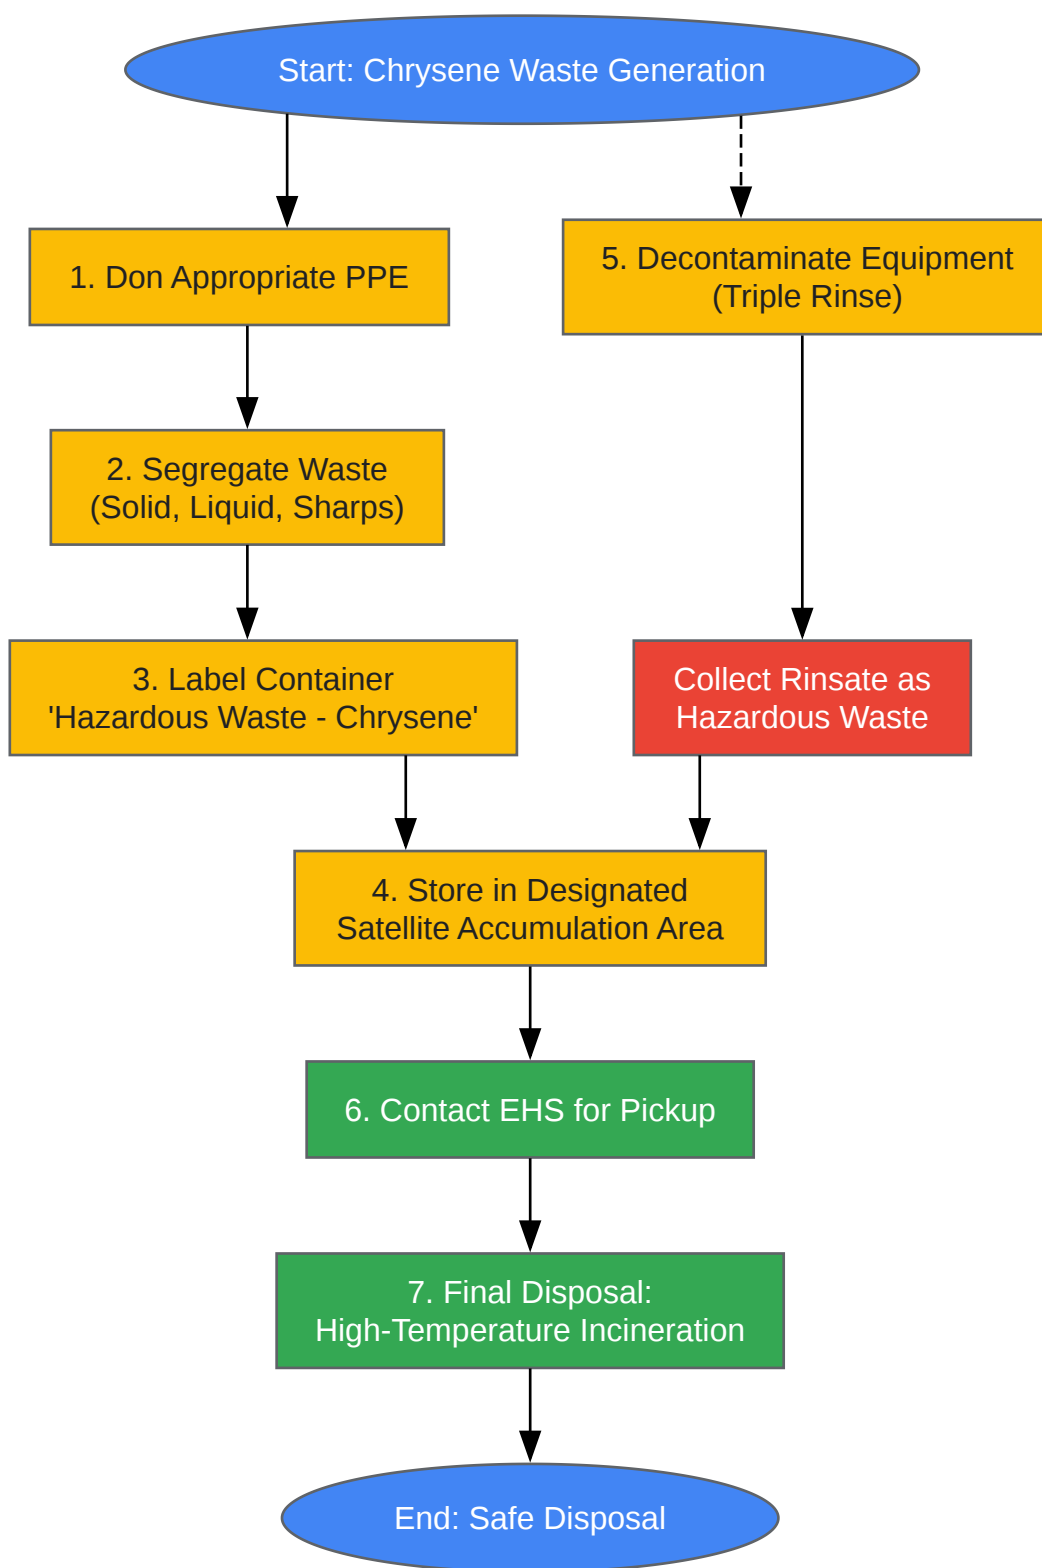 Start: Chrysene Waste Generation
1. Don Appropriate PPE
5. Decontaminate Equipment
(Triple Rinse)
2. Segregate Waste
(Solid, Liquid, Sharps)
3. Label Container
'Hazardous Waste - Chrysene'
Collect Rinsate as
Hazardous Waste
4. Store in Designated
Satellite Accumulation Area
6. Contact EHS for Pickup
7. Final Disposal:
High-Temperature Incineration
End: Safe Disposal